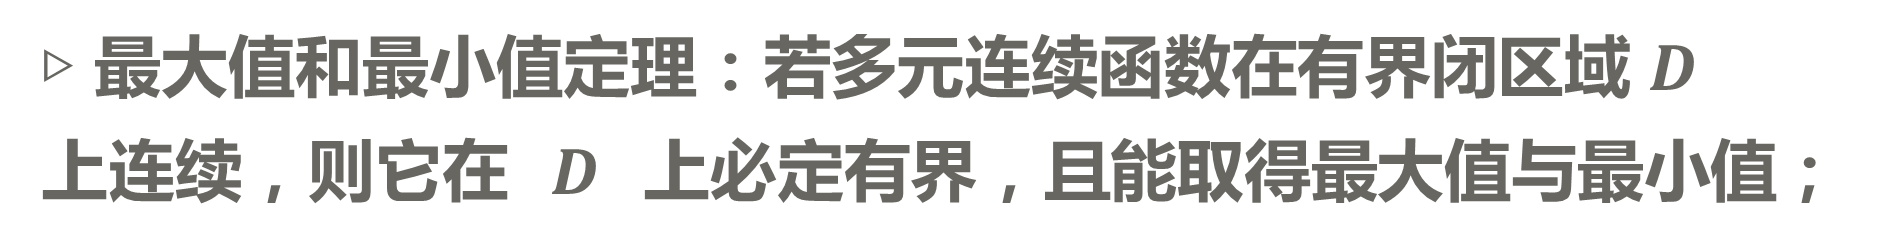 ▷ 最大值和最小值定理：若多元连续函数在有界闭区域 D
上连续，则它在 D 上必定有界，且能取得最大值与最小值；